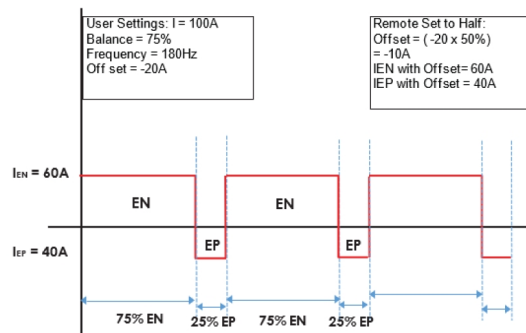 User Settings: I = 100A
Balance = 75%
Frequency = 180Hz
Off set = -20A
Remote Set to Half:
Offset = ( -20 x 50%)
= -10A
IEN with Offset= 60A
IEP with Offset = 40A
IEN = 60A
EN
EN
EP
EP
IEP = 40A
75% EN
25% EP
75% EN
25% EP